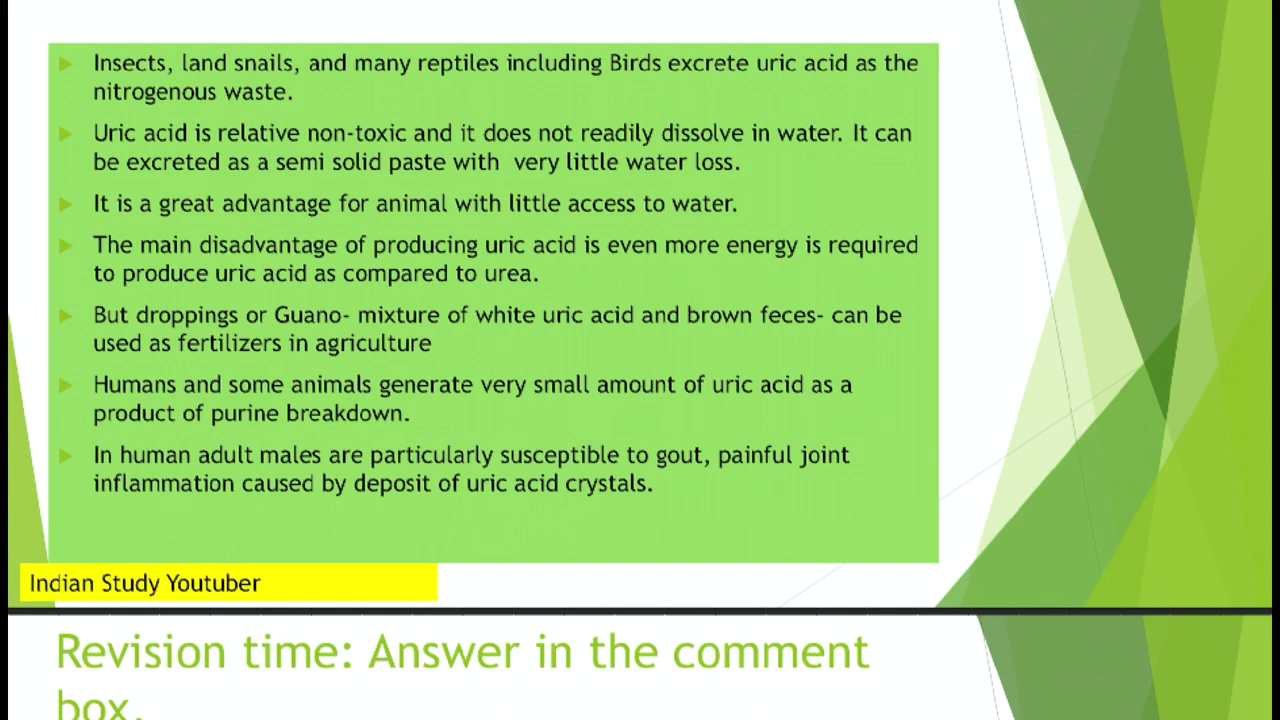 Insects, land snails, and many reptiles including Birds excrete uric acid as the
nitrogenous waste.
Uric acid is relative non-toxic and it does not readily dissolve in water. It can
be excreted as a semi solid paste with very little water loss.
It is a great advantage for animal with little access to water.
The main disadvantage of producing uric acid is even more energy is required
to produce uric acid as compared to urea.
But droppings or Guano- mixture of white uric acid and brown feces- can be
used as fertilizers in agriculture
Humans and some animals generate very small amount of uric acid as a
product of purine breakdown.
In human adult males are particularly susceptible to gout, painful joint
inflammation caused by deposit of uric acid crystals.
Indian Study Youtuber
Revision time: Answer in the comment
box.